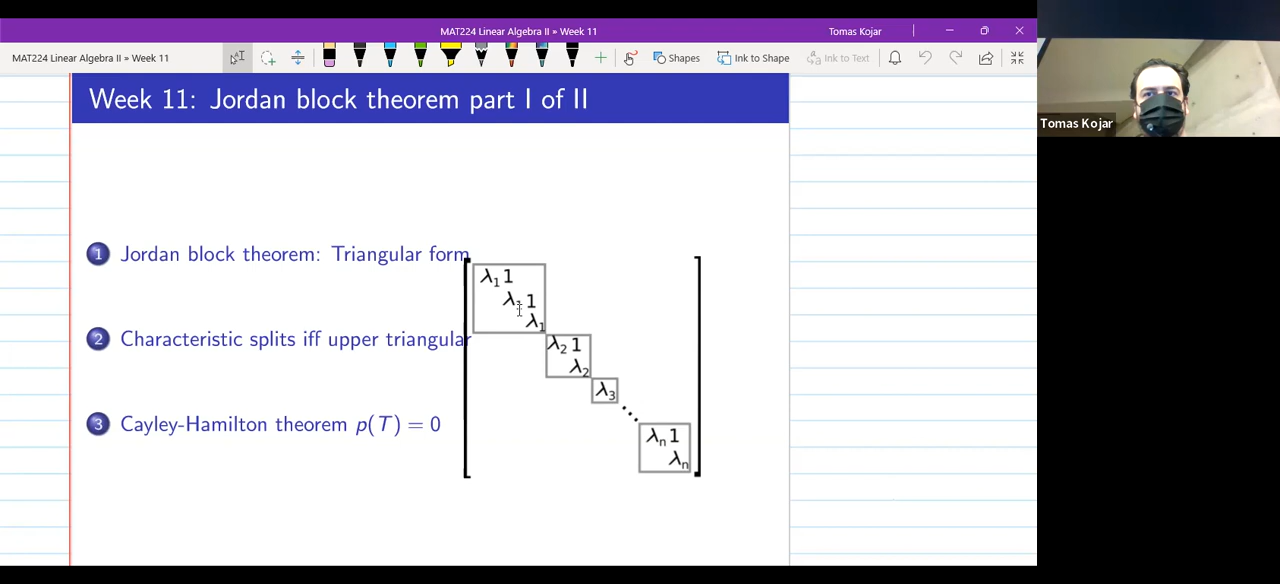 MAT224 Linear Algebra II » Week 11
Tomas Kojar
MAT224 Linear Algebra II » Week 11
Shapes
Ink to Shape
Ink to Text
Tomas Kojar
Week 11: Jordan block theorem part I of II
1 Jordan block theorem: Triangular form
2 Characteristic splits iff upper triangular
3 Cayley-Hamilton theorem p(T) = 0
λ₁ 1
λ₁ 1
λ₁
λ₂ 1
λ₂
λ₃
⋱
λₙ 1
λₙ